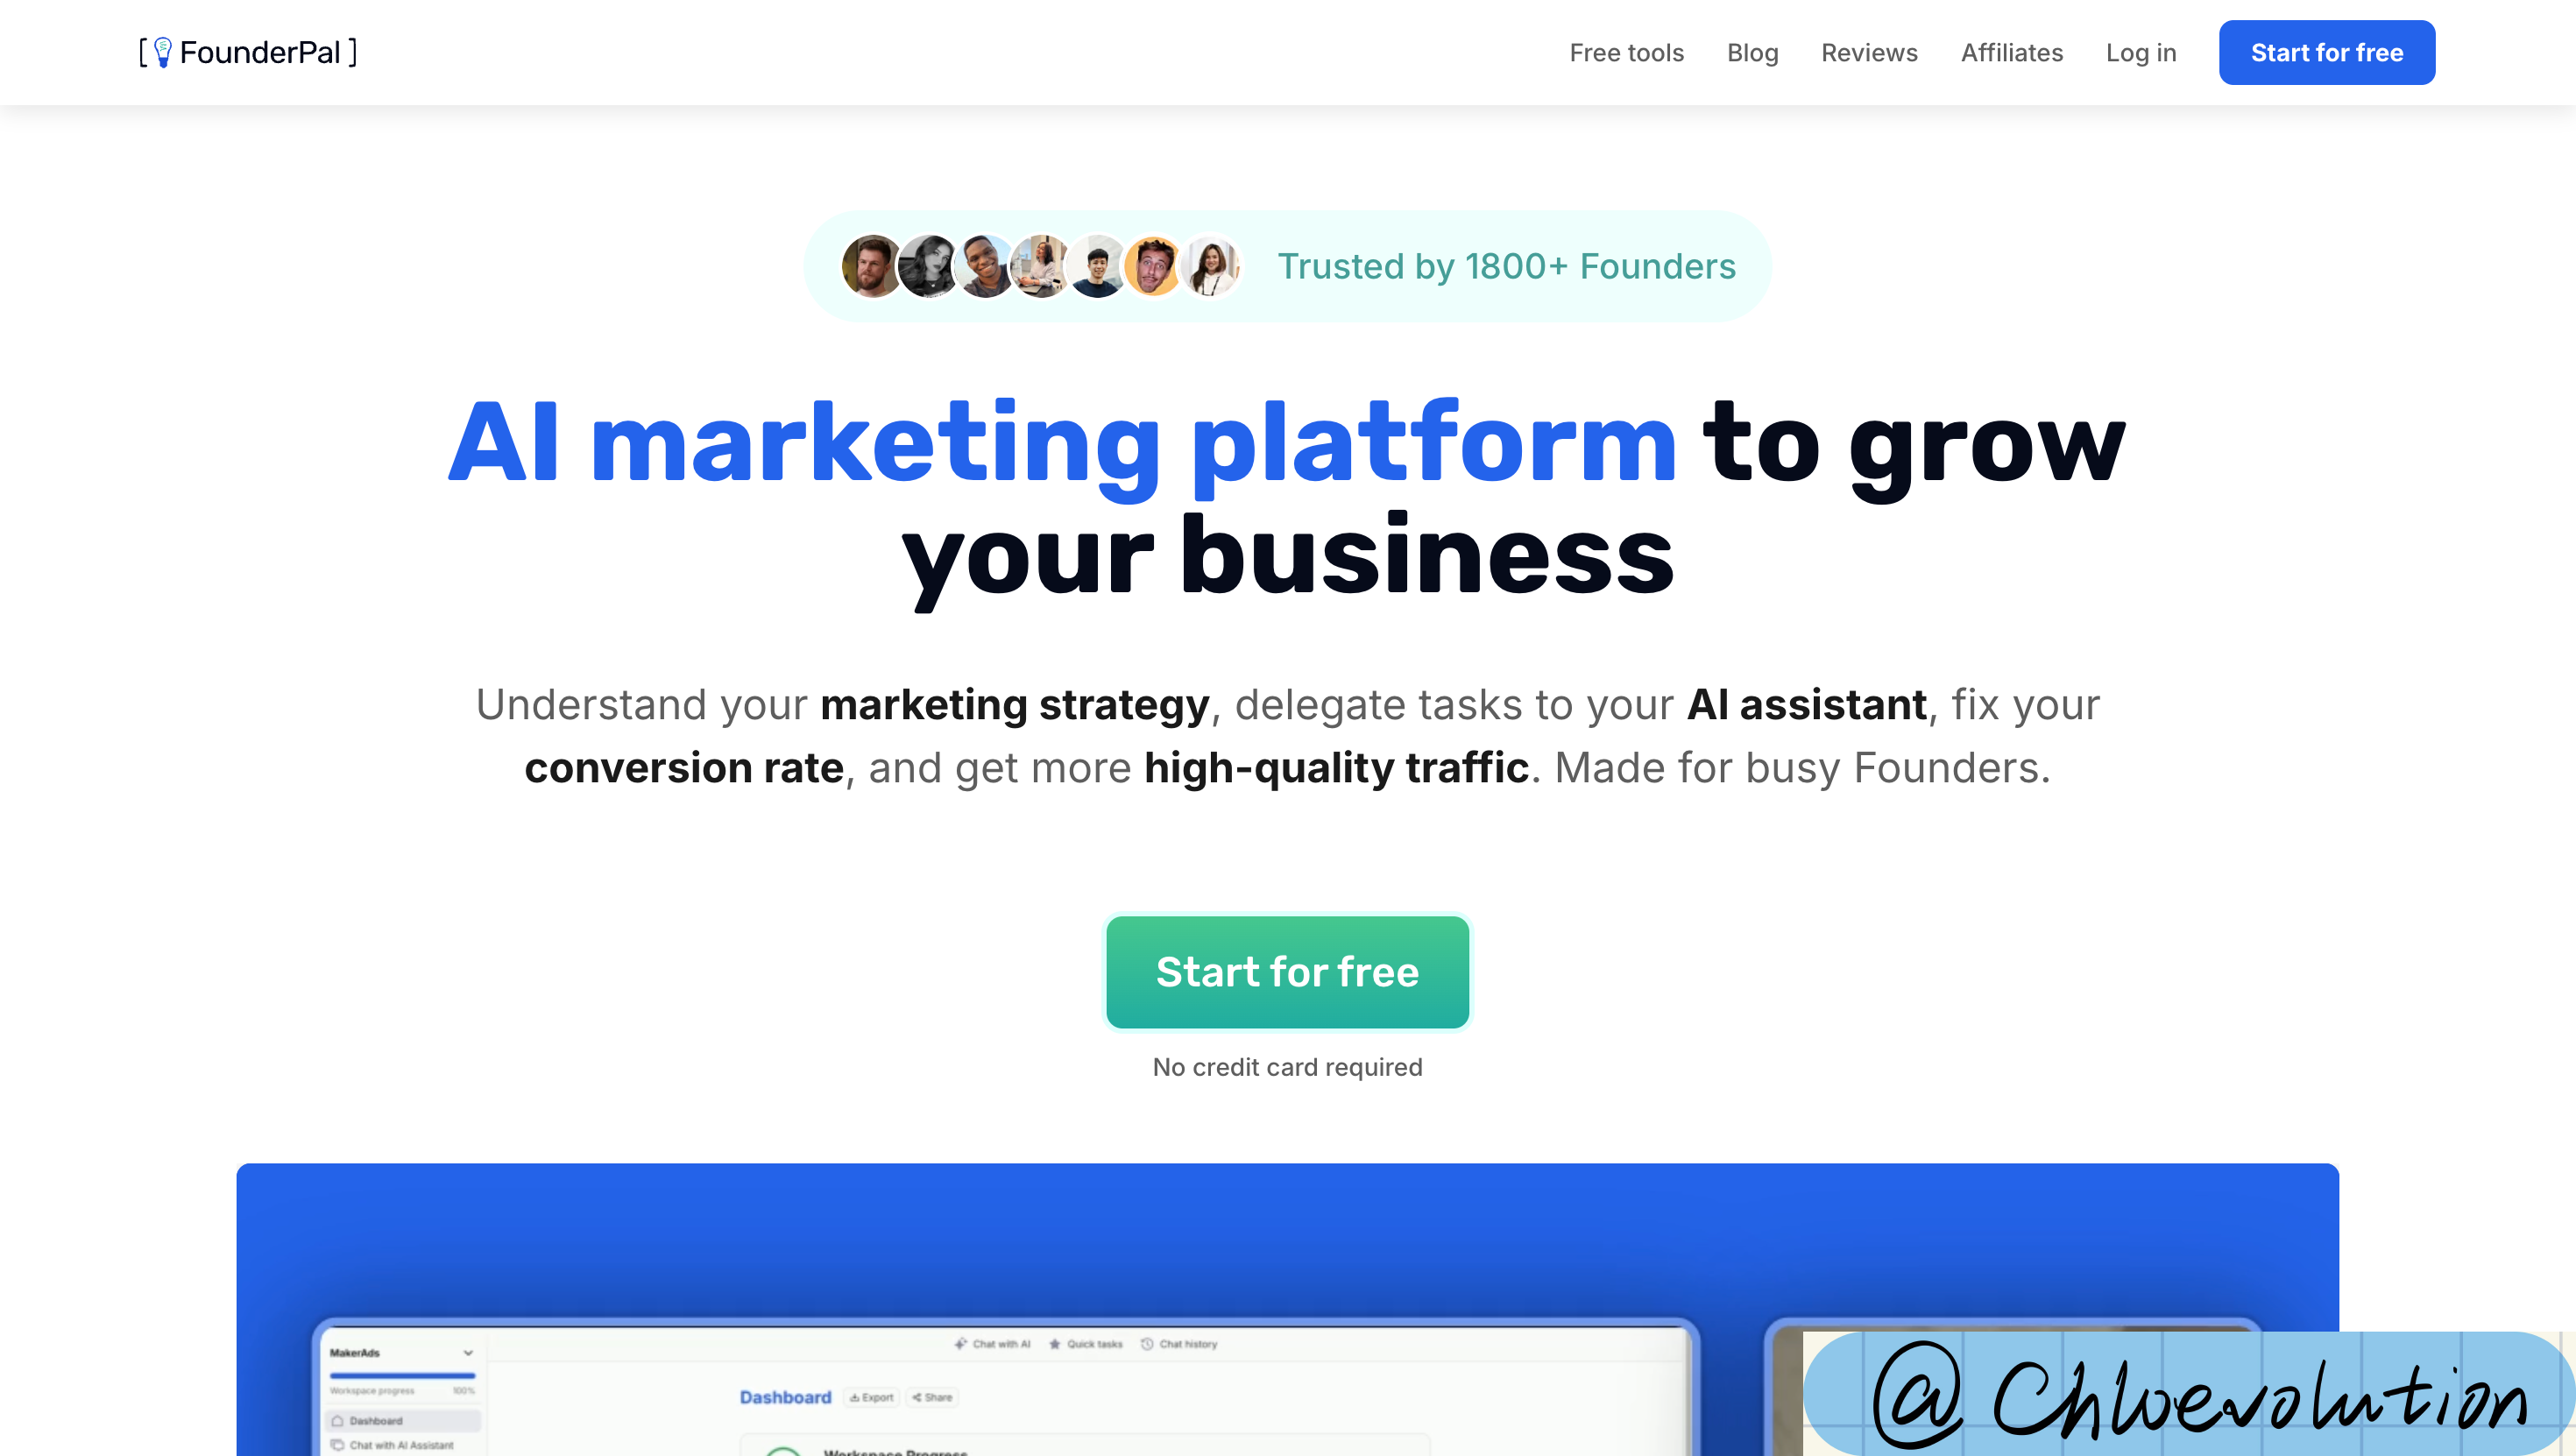 [ FounderPal ]
Free tools Blog Reviews Affiliates Log in Start for free
Trusted by 1800+ Founders
AI marketing platform to grow
your business
Understand your marketing strategy, delegate tasks to your AI assistant, fix your
conversion rate, and get more high-quality traffic. Made for busy Founders.
Start for free
No credit card required
MakerAds
Chat with AI Quick tasks Chat history
Workspace progress 100%
Dashboard Export Share
Dashboard
Chat with AI Assistant
Workspace Progress
@Chloevolution